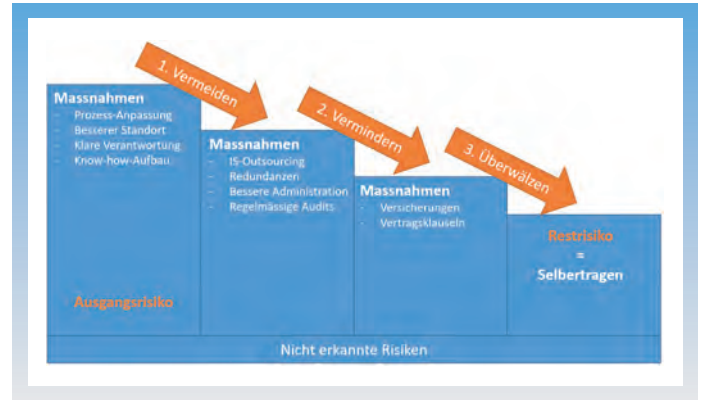 1. Vermeiden
Massnahmen
- Prozess-Anpassung
- Besserer Standort
- Klare Verantwortung
- Know-how-Aufbau
Ausgangsrisiko
2. Vermindern
Massnahmen
- IS-Outsourcing
- Redundanzen
- Bessere Administration
- Regelmässige Audits
3. Überwälzen
Massnahmen
- Versicherungen
- Vertragsklauseln
Restrisiko
=
Selbertragen
Nicht erkannte Risiken